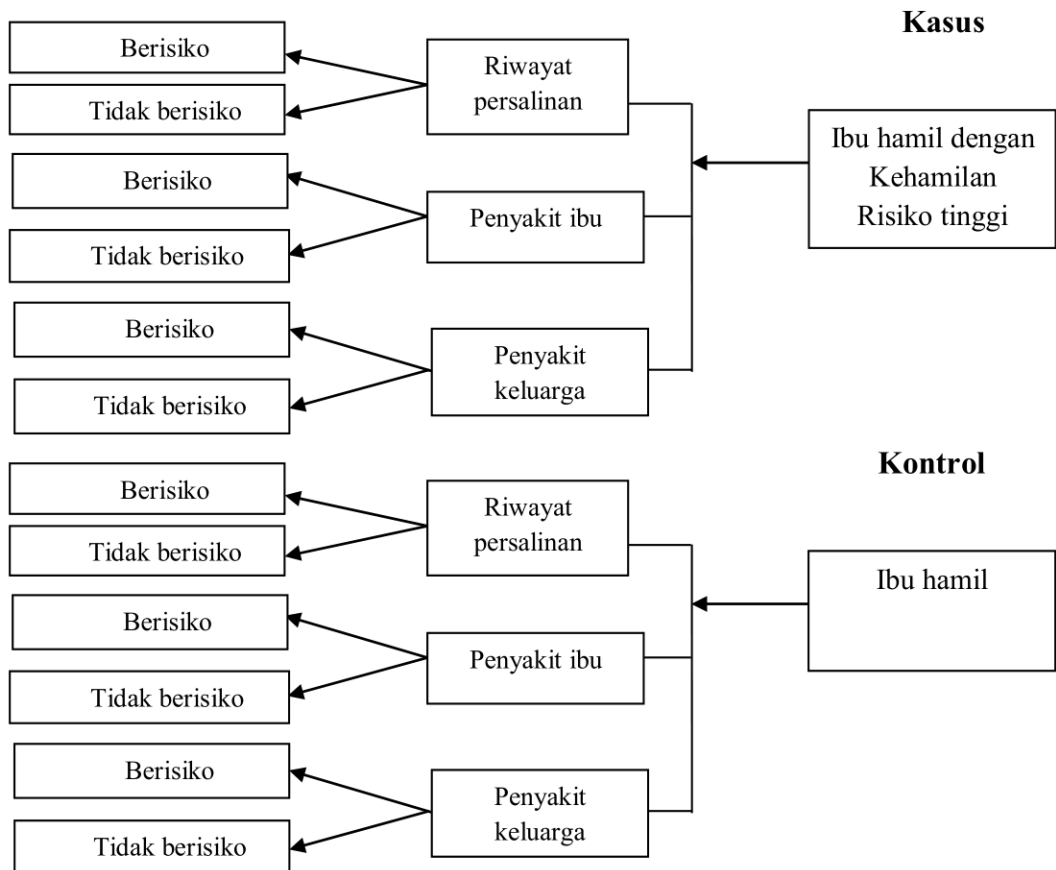 Kasus
Berisiko
Tidak berisiko
Riwayat
persalinan
Ibu hamil dengan
Kehamilan
Risiko tinggi
Berisiko
Tidak berisiko
Penyakit ibu
Berisiko
Tidak berisiko
Penyakit
keluarga
Kontrol
Berisiko
Tidak berisiko
Riwayat
persalinan
Ibu hamil
Berisiko
Tidak berisiko
Penyakit ibu
Berisiko
Tidak berisiko
Penyakit
keluarga